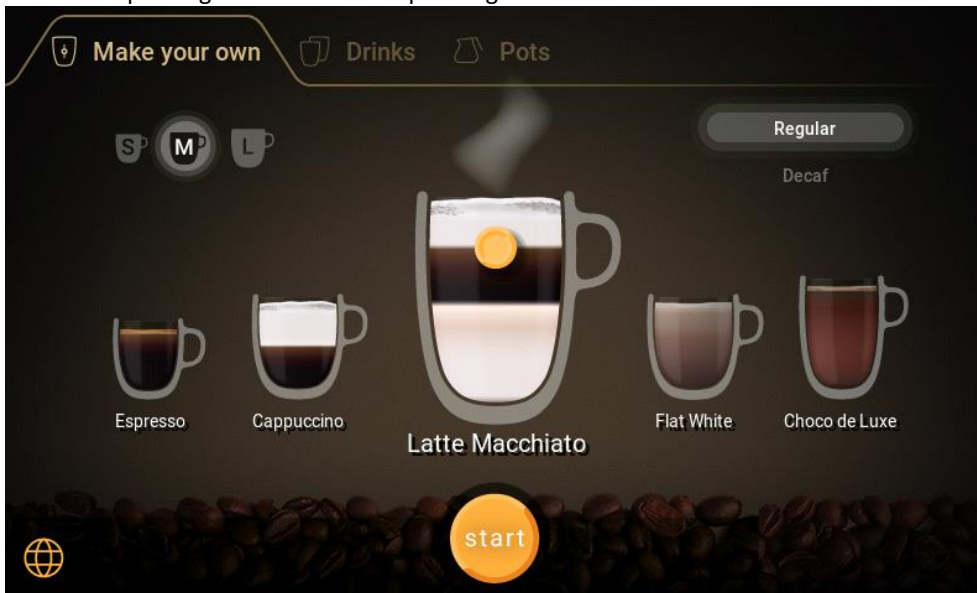 Make your own
Drinks
Pots
S
M
L
Regular
Decaf
Espresso
Cappuccino
Latte Macchiato
Flat White
Choco de Luxe
start